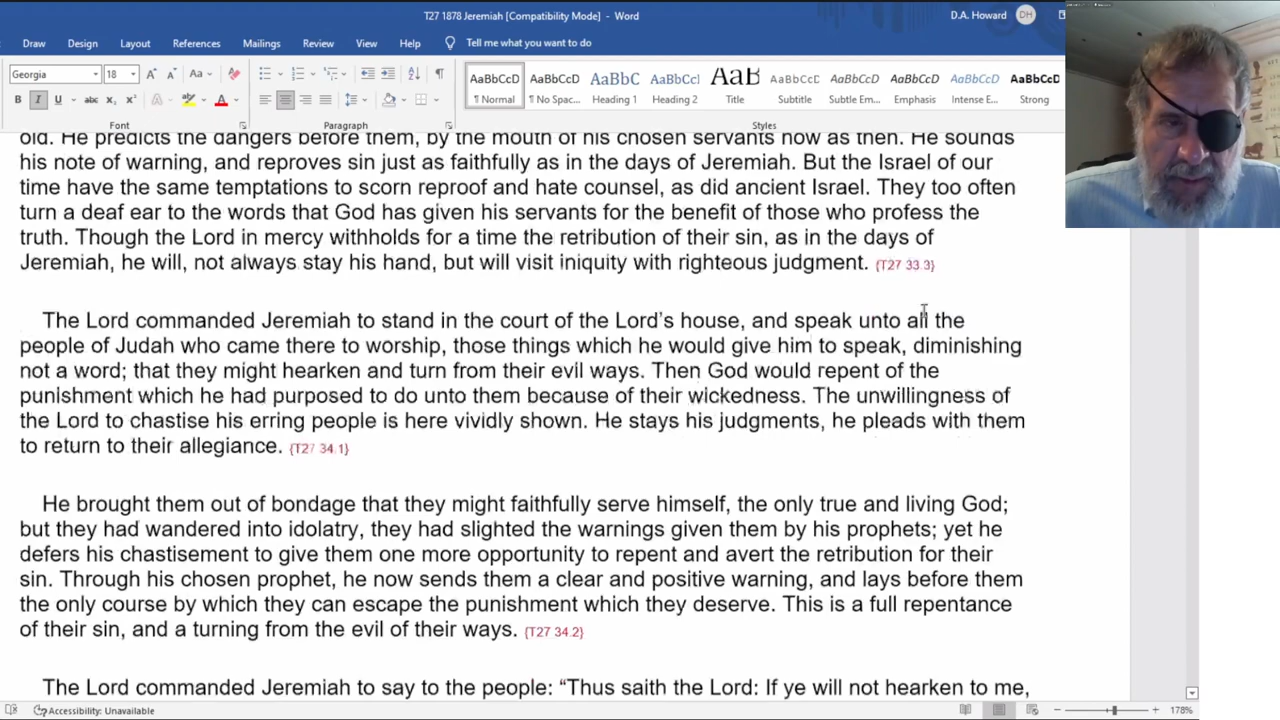 T27 1878 Jeremiah [Compatibility Mode] - Word
D.A. Howard DH
Draw Design Layout References Mailings Review View Help Tell me what you want to do
Georgia 18 Aa
AaBbCcD AaBbCcD AaBbC AaBbCcI AaB AaBbCcD AaBbCcD AaBbCcD AaBbCcD AaBbCcD
B I U abc x₂ x² A A
¶ Normal ¶ No Spac... Heading 1 Heading 2 Title Subtitle Subtle Em... Emphasis Intense E... Strong
Font Paragraph Styles
old. He predicts the dangers before them, by the mouth of his chosen servants now as then. He sounds
his note of warning, and reproves sin just as faithfully as in the days of Jeremiah. But the Israel of our
time have the same temptations to scorn reproof and hate counsel, as did ancient Israel. They too often
turn a deaf ear to the words that God has given his servants for the benefit of those who profess the
truth. Though the Lord in mercy withholds for a time the retribution of their sin, as in the days of
Jeremiah, he will, not always stay his hand, but will visit iniquity with righteous judgment. {T27 33.3}
The Lord commanded Jeremiah to stand in the court of the Lord’s house, and speak unto all the
people of Judah who came there to worship, those things which he would give him to speak, diminishing
not a word; that they might hearken and turn from their evil ways. Then God would repent of the
punishment which he had purposed to do unto them because of their wickedness. The unwillingness of
the Lord to chastise his erring people is here vividly shown. He stays his judgments, he pleads with them
to return to their allegiance. {T27 34.1}
He brought them out of bondage that they might faithfully serve himself, the only true and living God;
but they had wandered into idolatry, they had slighted the warnings given them by his prophets; yet he
defers his chastisement to give them one more opportunity to repent and avert the retribution for their
sin. Through his chosen prophet, he now sends them a clear and positive warning, and lays before them
the only course by which they can escape the punishment which they deserve. This is a full repentance
of their sin, and a turning from the evil of their ways. {T27 34.2}
The Lord commanded Jeremiah to say to the people: “Thus saith the Lord: If ye will not hearken to me,
Accessibility: Unavailable
178%